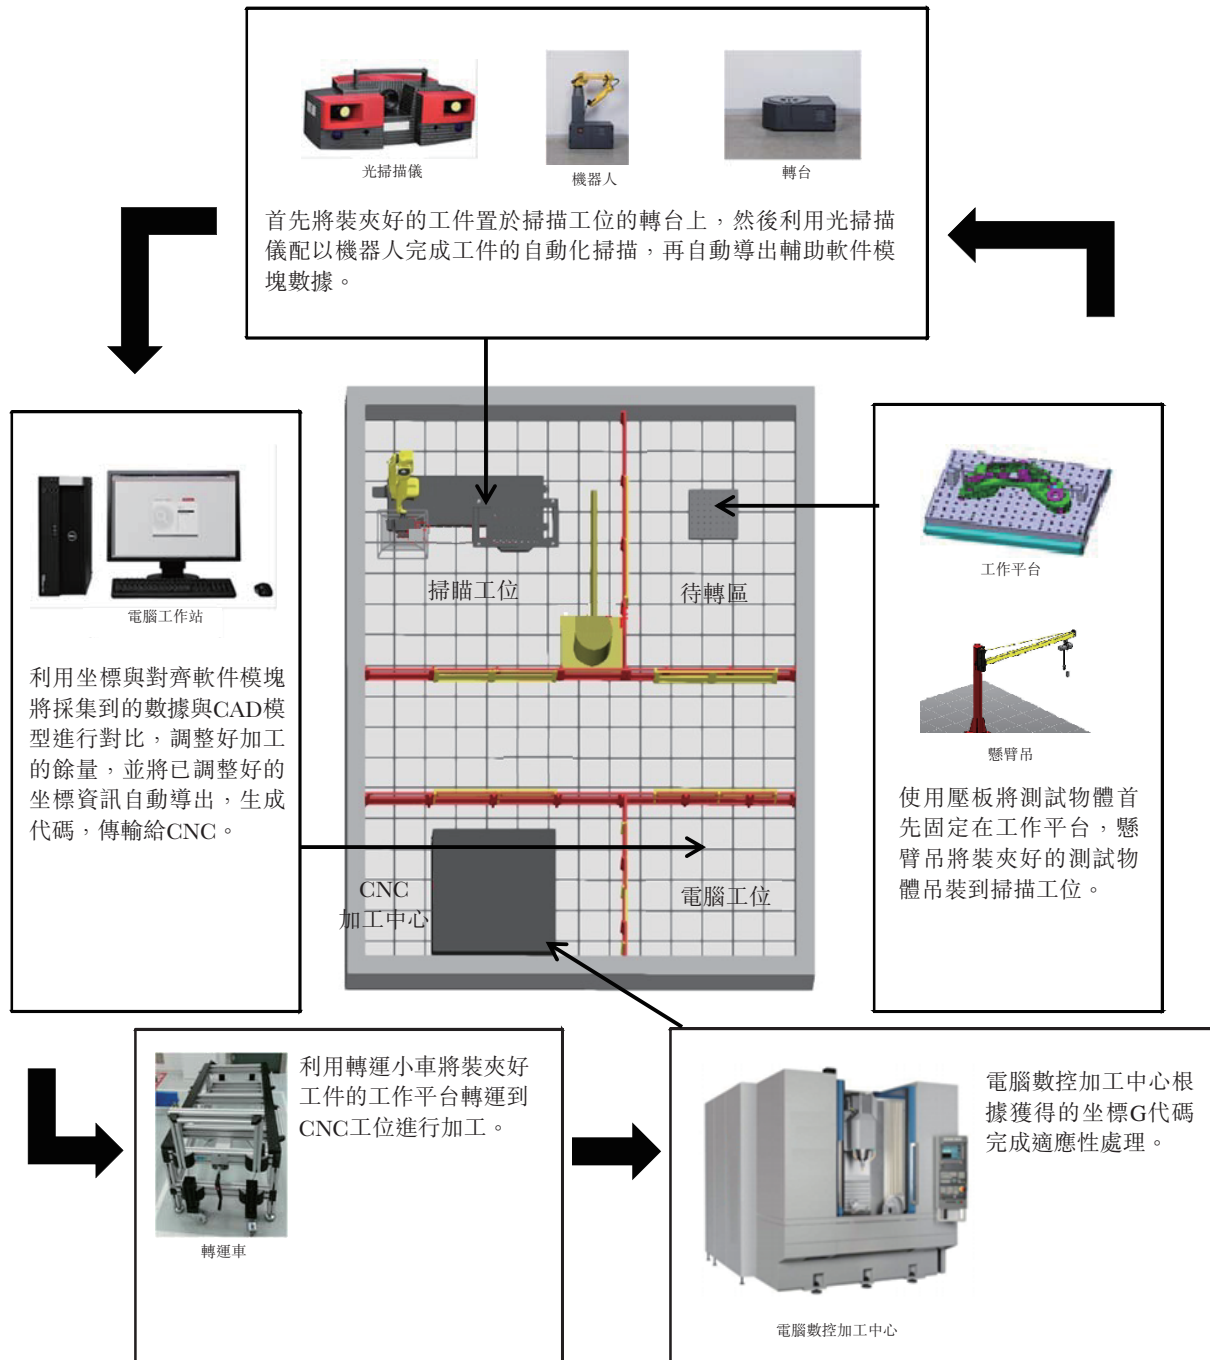 光掃描儀
機器人
轉台
首先將裝夾好的工件置於掃描工位的轉台上，然後利用光掃描
儀配以機器人完成工件的自動化掃描，再自動導出輔助軟件模
塊數據。
電腦工作站
利用坐標與對齊軟件模塊
將採集到的數據與CAD模
型進行對比，調整好加工
的餘量，並將已調整好的
坐標資訊自動導出，生成
代碼，傳輸給CNC。
掃瞄工位
待轉區
CNC
加工中心
電腦工位
工作平台
懸臂吊
使用壓板將測試物體首
先固定在工作平台，懸
臂吊將裝夾好的測試物
體吊裝到掃描工位。
利用轉運小車將裝夾好
工件的工作平台轉運到
CNC工位進行加工。
轉運車
電腦數控加工中心根
據獲得的坐標G代碼
完成適應性處理。
電腦數控加工中心